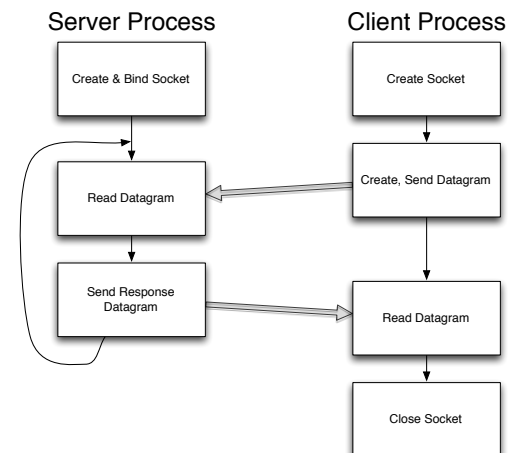 Server Process
Client Process
Create & Bind Socket
Create Socket
Read Datagram
Create, Send Datagram
Send Response
Datagram
Read Datagram
Close Socket